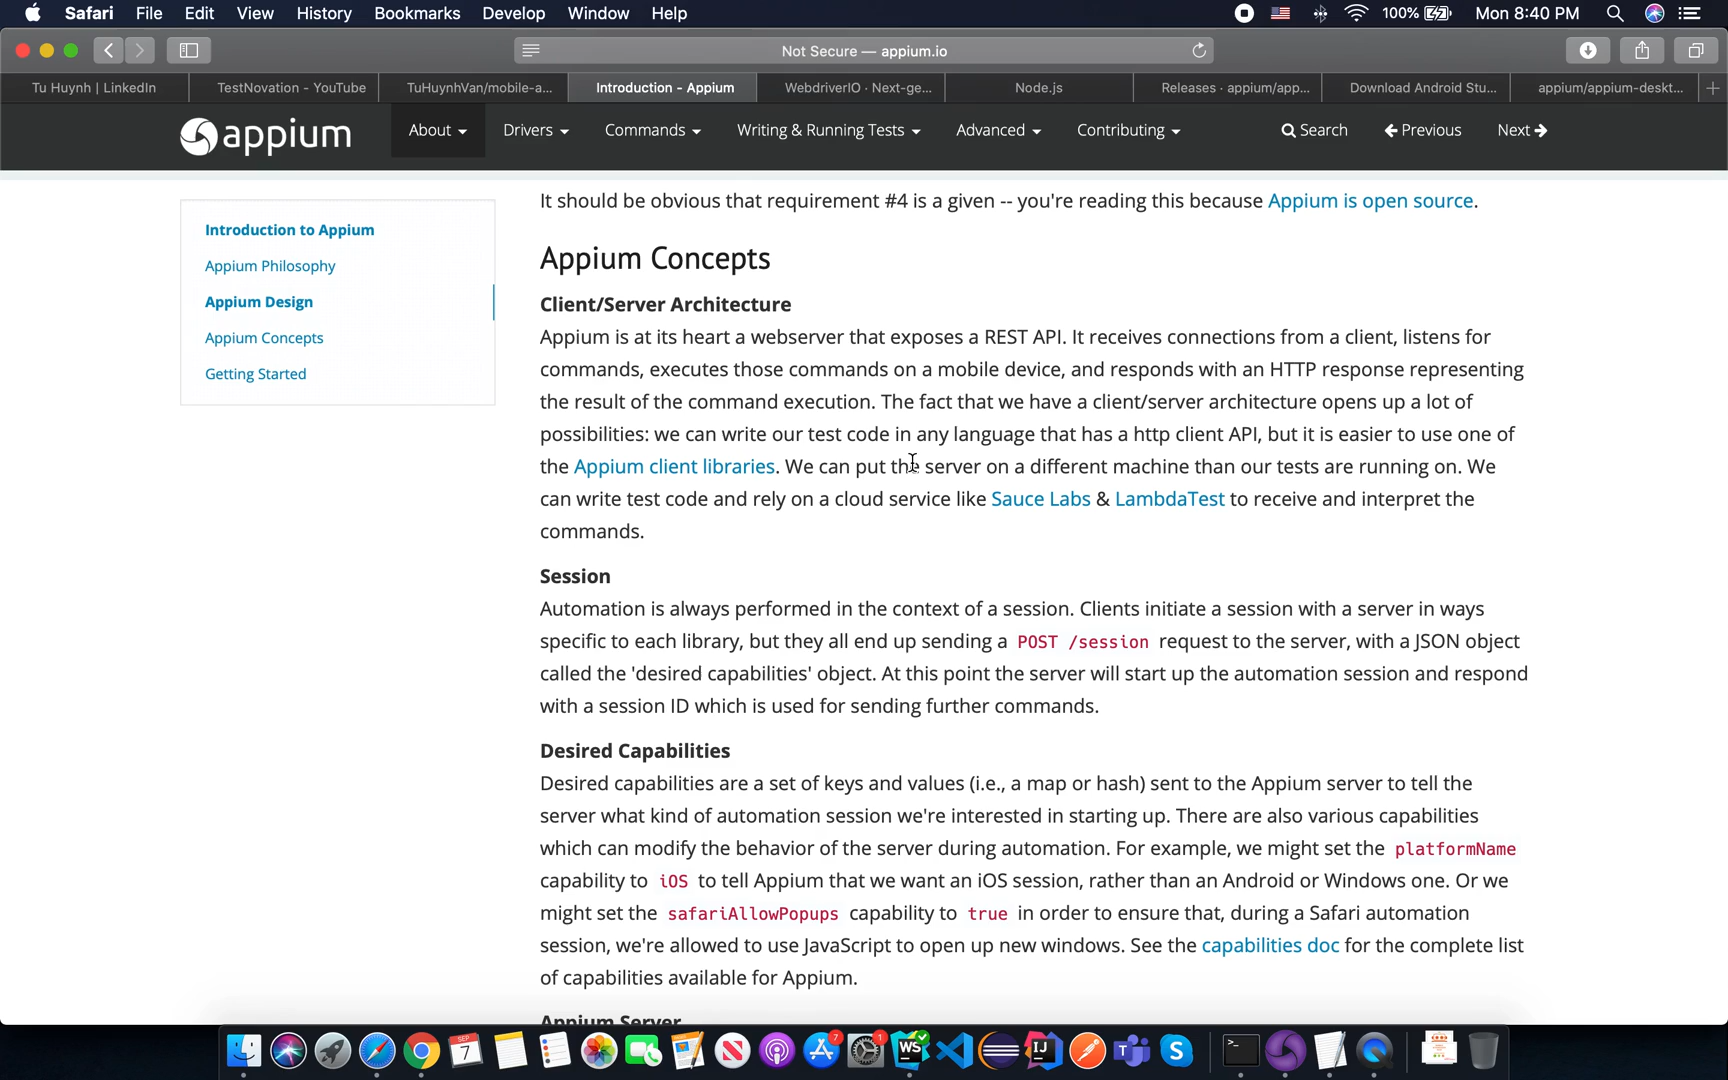 Safari File Edit View History Bookmarks Develop Window Help 100% Mon 8:40 PM
Not Secure — appium.io
Tu Huynh | LinkedIn TestNovation - YouTube TuHuynhVan/mobile-a... Introduction - Appium WebdriverIO · Next-ge... Node.js Releases · appium/app... Download Android Stu... appium/appium-deskt...
appium About Drivers Commands Writing & Running Tests Advanced Contributing Search Previous Next
Introduction to Appium
Appium Philosophy
Appium Design
Appium Concepts
Getting Started
It should be obvious that requirement #4 is a given -- you're reading this because Appium is open source.
Appium Concepts
Client/Server Architecture
Appium is at its heart a webserver that exposes a REST API. It receives connections from a client, listens for
commands, executes those commands on a mobile device, and responds with an HTTP response representing
the result of the command execution. The fact that we have a client/server architecture opens up a lot of
possibilities: we can write our test code in any language that has a http client API, but it is easier to use one of
the Appium client libraries. We can put the server on a different machine than our tests are running on. We
can write test code and rely on a cloud service like Sauce Labs & LambdaTest to receive and interpret the
commands.
Session
Automation is always performed in the context of a session. Clients initiate a session with a server in ways
specific to each library, but they all end up sending a POST /session request to the server, with a JSON object
called the 'desired capabilities' object. At this point the server will start up the automation session and respond
with a session ID which is used for sending further commands.
Desired Capabilities
Desired capabilities are a set of keys and values (i.e., a map or hash) sent to the Appium server to tell the
server what kind of automation session we're interested in starting up. There are also various capabilities
which can modify the behavior of the server during automation. For example, we might set the platformName
capability to iOS to tell Appium that we want an iOS session, rather than an Android or Windows one. Or we
might set the safariAllowPopups capability to true in order to ensure that, during a Safari automation
session, we're allowed to use JavaScript to open up new windows. See the capabilities doc for the complete list
of capabilities available for Appium.
Appium Server
SEP 7 7 1 WS IJ